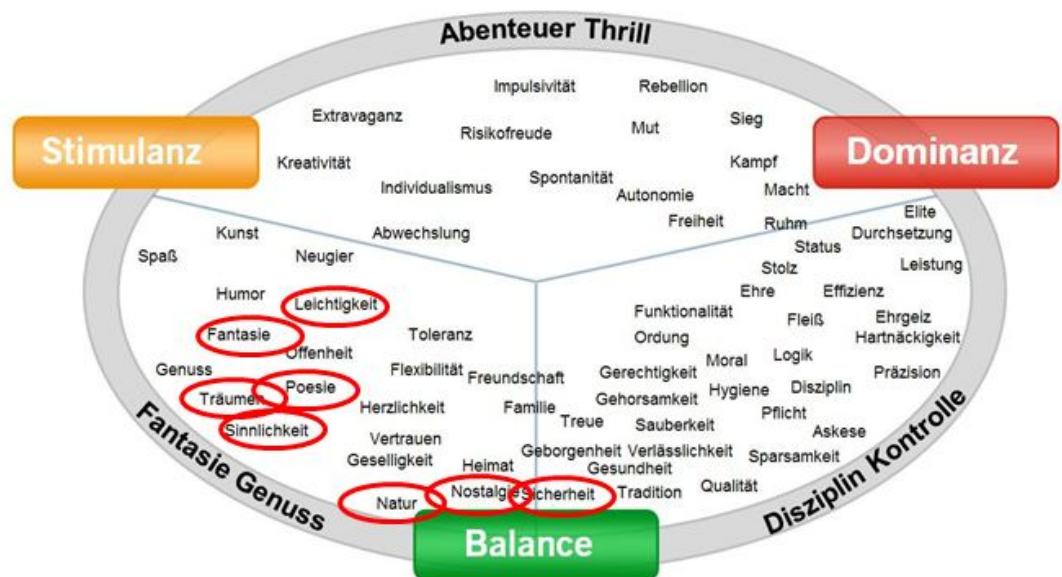 Abenteuer Thrill
Impulsivität
Rebellion
Extravaganz
Risikofreude
Mut
Sieg
Stimulanz
Dominanz
Kreativität
Individualismus
Spontanität
Autonomie
Kampf
Macht
Freiheit
Ruhm
Elite
Kunst
Abwechslung
Status
Durchsetzung
Spaß
Neugier
Stolz
Leistung
Humor
Leichtigkeit
Ehre
Effizienz
Funktionalität
Fleiß
Ehrgeiz
Fantasie
Toleranz
Ordung
Hartnäckigkeit
Offenheit
Moral
Logik
Genuss
Flexibilität
Freundschaft
Gerechtigkeit
Präzision
Träumen
Poesie
Hygiene
Disziplin
Herzlichkeit
Familie
Gehorsamkeit
Pflicht
Treue
Sauberkeit
Askese
Sinnlichkeit
Vertrauen
Geborgenheit
Verlässlichkeit
Sparsamkeit
Geselligkeit
Heimat
Gesundheit
Natur
Nostalgie
Sicherheit
Tradition
Qualität
Fantasie Genuss
Disziplin Kontrolle
Balance